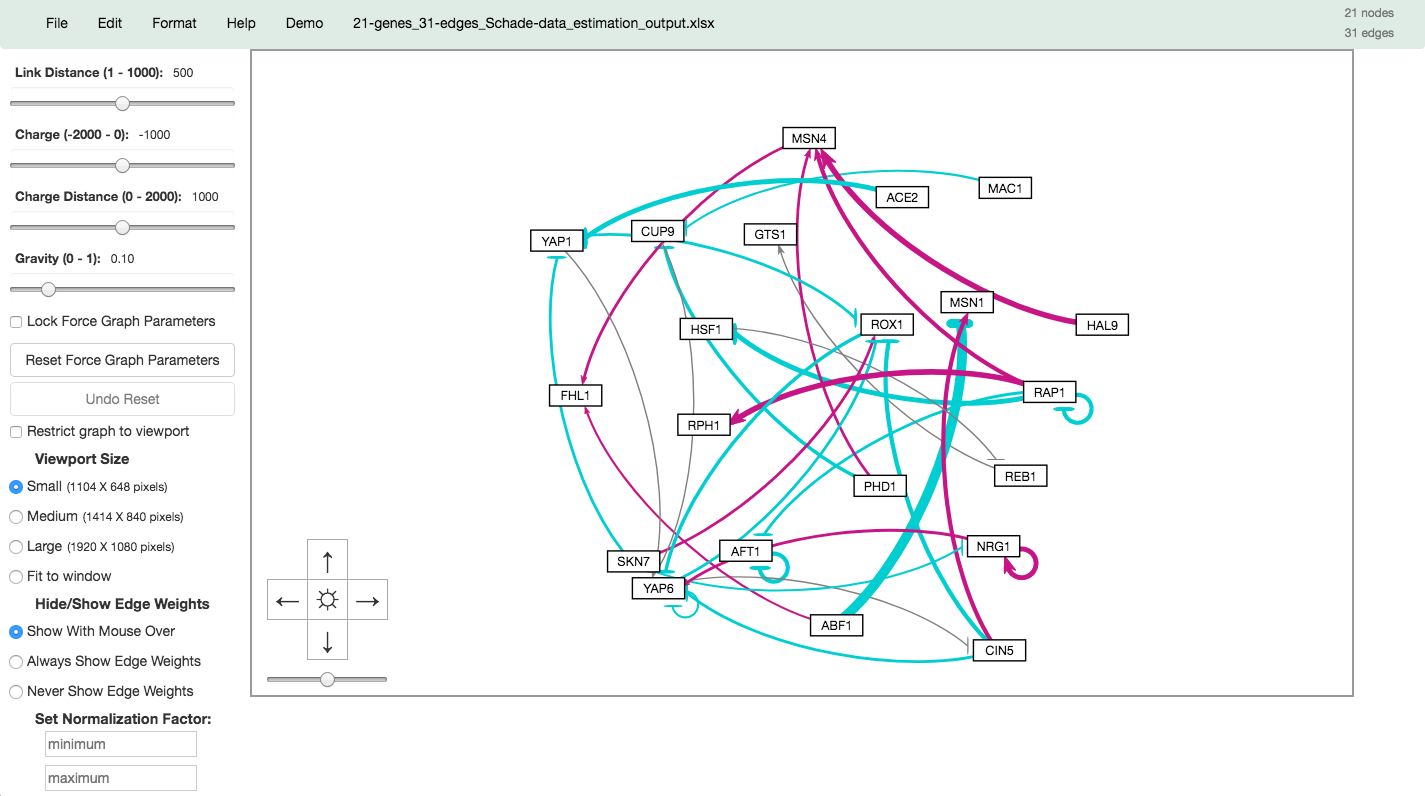 File Edit Format Help Demo 21-genes_31-edges_Schade-data_estimation_output.xlsx
21 nodes
31 edges
Link Distance (1 - 1000): 500
Charge (-2000 - 0): -1000
Charge Distance (0 - 2000): 1000
Gravity (0 - 1): 0.10
Lock Force Graph Parameters
Reset Force Graph Parameters
Undo Reset
Restrict graph to viewport
Viewport Size
Small (1104 X 648 pixels)
Medium (1414 X 840 pixels)
Large (1920 X 1080 pixels)
Fit to window
Hide/Show Edge Weights
Show With Mouse Over
Always Show Edge Weights
Never Show Edge Weights
Set Normalization Factor:
minimum
maximum
MSN4
MAC1
ACE2
CUP9
GTS1
YAP1
MSN1
ROX1
HAL9
HSF1
RAP1
FHL1
RPH1
REB1
PHD1
NRG1
AFT1
SKN7
YAP6
ABF1
CIN5